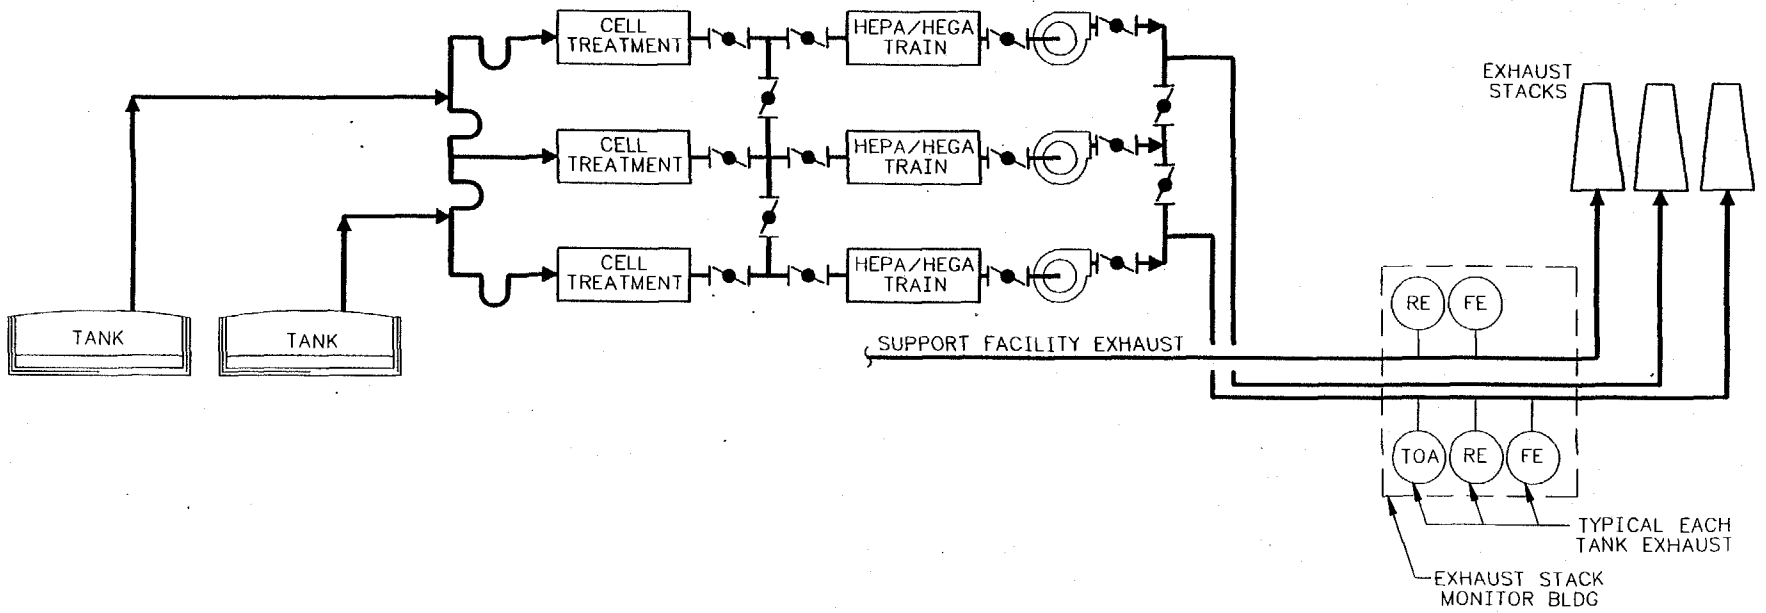 CELL
TREATMENT
HEPA/HEGA
TRAIN
EXHAUST
STACKS
CELL
TREATMENT
HEPA/HEGA
TRAIN
CELL
TREATMENT
HEPA/HEGA
TRAIN
TANK
TANK
RE
FE
SUPPORT FACILITY EXHAUST
TOA
RE
FE
TYPICAL EACH
TANK EXHAUST
EXHAUST STACK
MONITOR BLDG